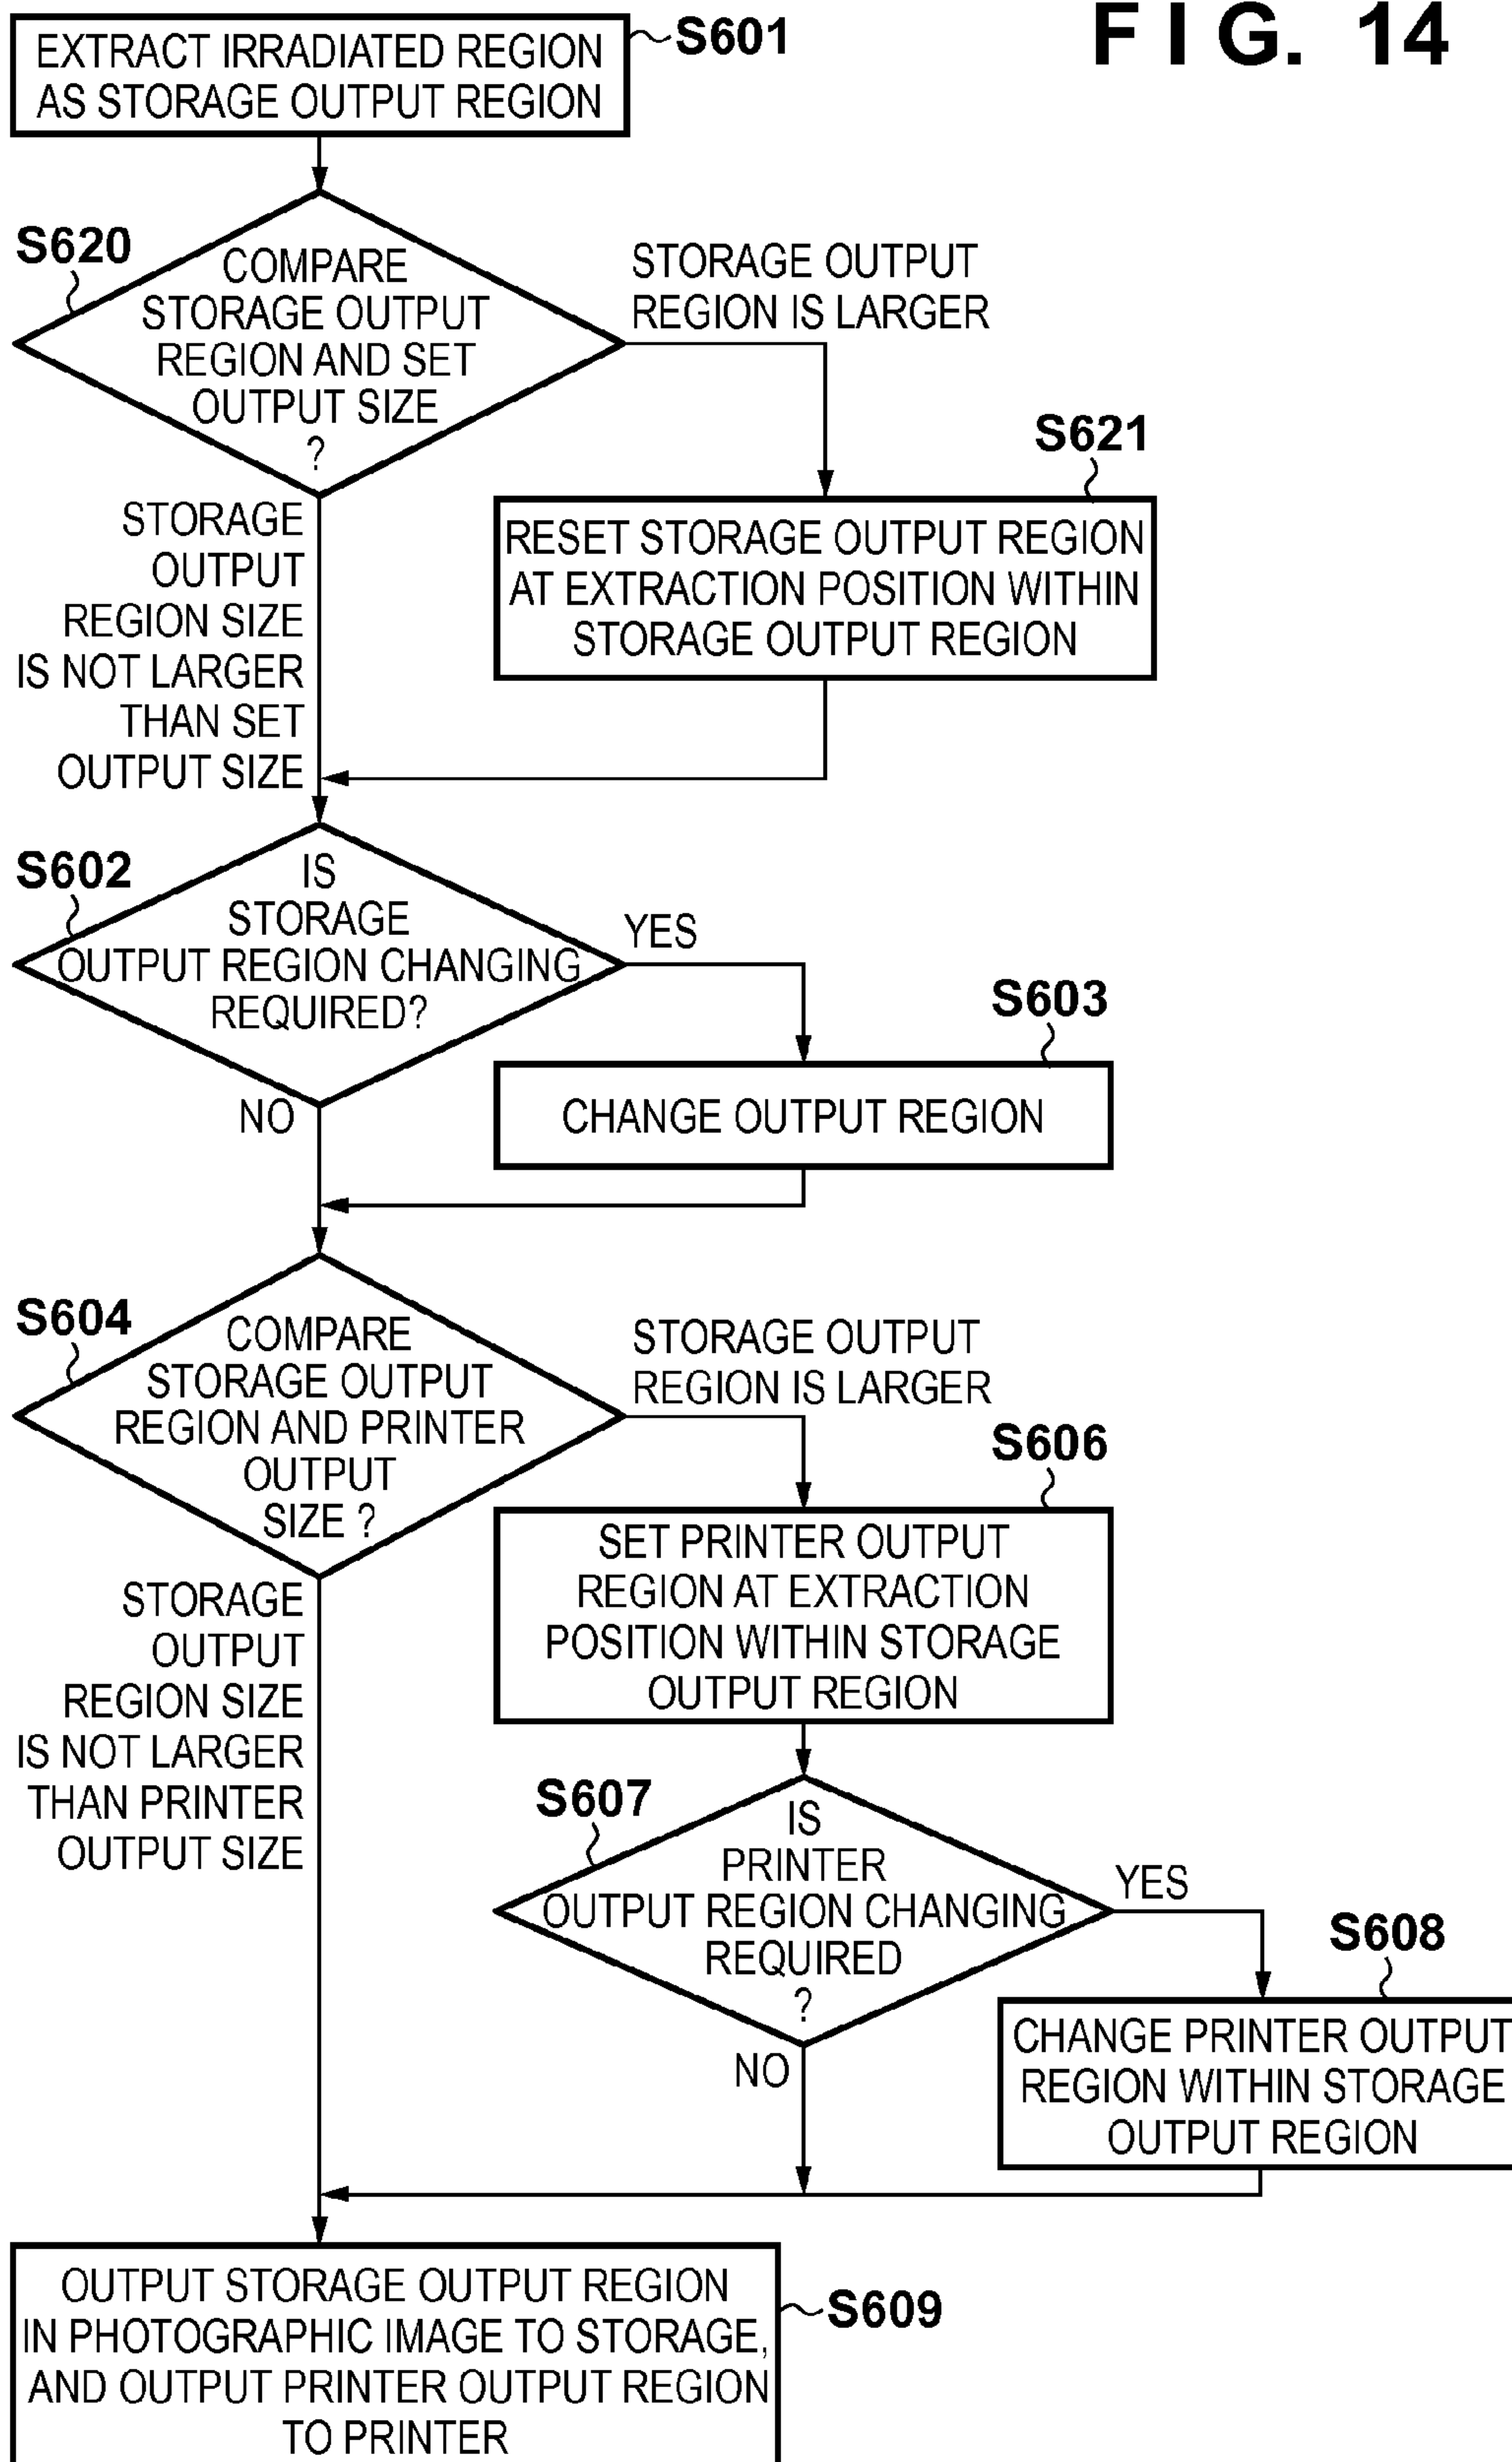 FIG. 14
S601
EXTRACT IRRADIATED REGION
AS STORAGE OUTPUT REGION
S620
COMPARE
STORAGE OUTPUT
REGION AND SET
OUTPUT SIZE
?
STORAGE OUTPUT
REGION IS LARGER
S621
RESET STORAGE OUTPUT REGION
AT EXTRACTION POSITION WITHIN
STORAGE OUTPUT REGION
STORAGE
OUTPUT
REGION SIZE
IS NOT LARGER
THAN SET
OUTPUT SIZE
S602
IS
STORAGE
OUTPUT REGION CHANGING
REQUIRED?
YES
S603
CHANGE OUTPUT REGION
NO
S604
COMPARE
STORAGE OUTPUT
REGION AND PRINTER
OUTPUT
SIZE ?
STORAGE OUTPUT
REGION IS LARGER
S606
SET PRINTER OUTPUT
REGION AT EXTRACTION
POSITION WITHIN STORAGE
OUTPUT REGION
STORAGE
OUTPUT
REGION SIZE
IS NOT LARGER
THAN PRINTER
OUTPUT SIZE
S607
IS
PRINTER
OUTPUT REGION CHANGING
REQUIRED
?
YES
S608
CHANGE PRINTER OUTPUT
REGION WITHIN STORAGE
OUTPUT REGION
NO
OUTPUT STORAGE OUTPUT REGION
IN PHOTOGRAPHIC IMAGE TO STORAGE,
AND OUTPUT PRINTER OUTPUT REGION
TO PRINTER
S609